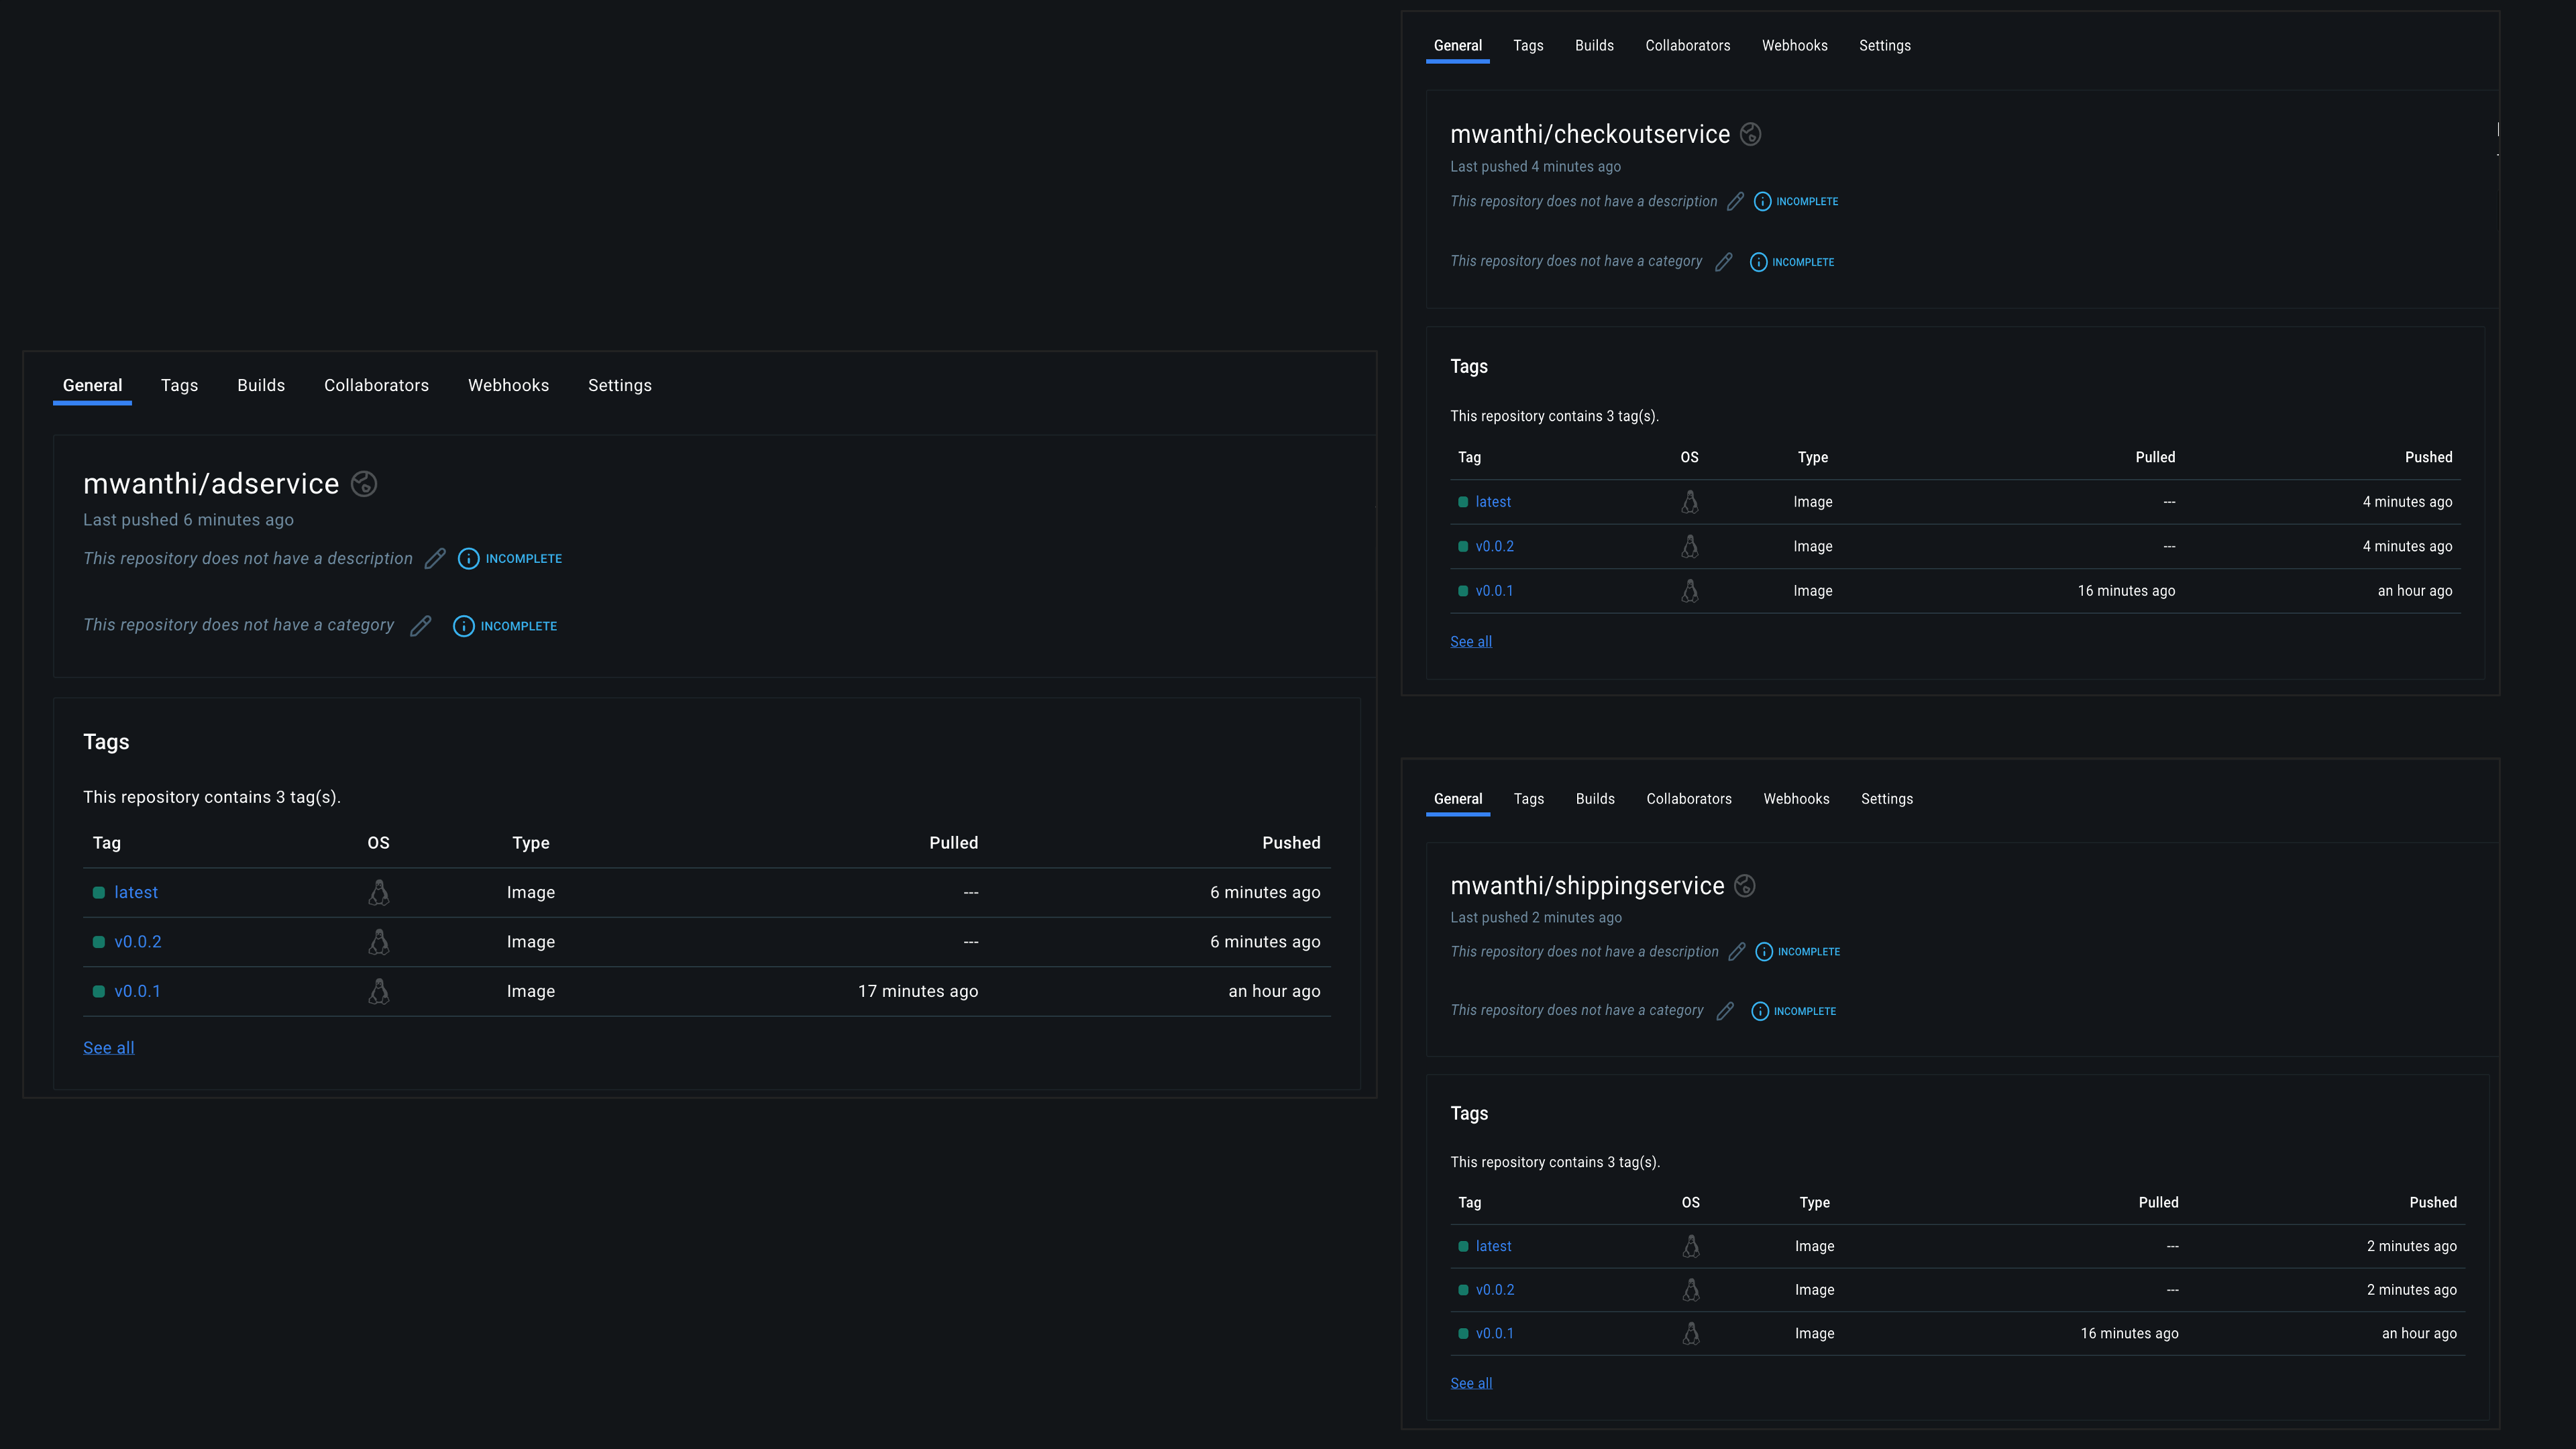 General Tags Builds Collaborators Webhooks Settings
mwanthi/adservice
Last pushed 6 minutes ago
This repository does not have a description INCOMPLETE
This repository does not have a category INCOMPLETE
Tags
This repository contains 3 tag(s).
Tag OS Type Pulled Pushed
latest Image --- 6 minutes ago
v0.0.2 Image --- 6 minutes ago
v0.0.1 Image 17 minutes ago an hour ago
See all
General Tags Builds Collaborators Webhooks Settings
mwanthi/checkoutservice
Last pushed 4 minutes ago
This repository does not have a description INCOMPLETE
This repository does not have a category INCOMPLETE
Tags
This repository contains 3 tag(s).
Tag OS Type Pulled Pushed
latest Image --- 4 minutes ago
v0.0.2 Image --- 4 minutes ago
v0.0.1 Image 16 minutes ago an hour ago
See all
General Tags Builds Collaborators Webhooks Settings
mwanthi/shippingservice
Last pushed 2 minutes ago
This repository does not have a description INCOMPLETE
This repository does not have a category INCOMPLETE
Tags
This repository contains 3 tag(s).
Tag OS Type Pulled Pushed
latest Image --- 2 minutes ago
v0.0.2 Image --- 2 minutes ago
v0.0.1 Image 16 minutes ago an hour ago
See all